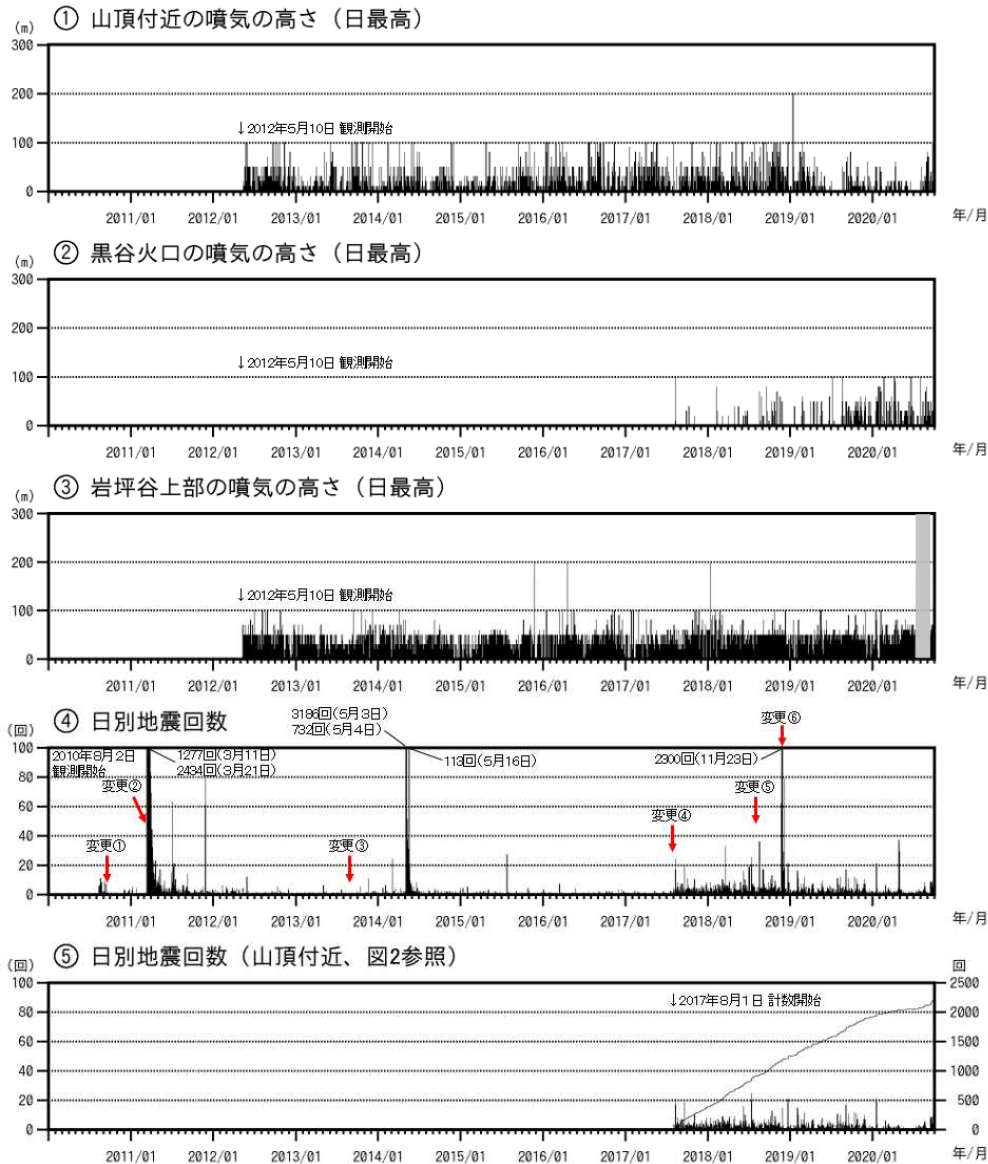 ① 山頂付近の噴気の高さ（日最高）
(m)
300
200
100
0
↓2012年5月10日 観測開始
2011/01 2012/01 2013/01 2014/01 2015/01 2016/01 2017/01 2018/01 2019/01 2020/01 年/月
② 黒谷火口の噴気の高さ（日最高）
(m)
300
200
100
0
↓2012年5月10日 観測開始
2011/01 2012/01 2013/01 2014/01 2015/01 2016/01 2017/01 2018/01 2019/01 2020/01 年/月
③ 岩坪谷上部の噴気の高さ（日最高）
(m)
300
200
100
0
↓2012年5月10日 観測開始
2011/01 2012/01 2013/01 2014/01 2015/01 2016/01 2017/01 2018/01 2019/01 2020/01 年/月
④ 日別地震回数
(回)
100
80
60
40
20
0
2010年8月2日
観測開始
変更①
変更②
1277回(3月11日)
2434回(3月21日)
変更③
3186回(5月3日)
732回(5月4日)
113回(5月16日)
変更④
変更⑤
2300回(11月23日)
変更⑥
2011/01 2012/01 2013/01 2014/01 2015/01 2016/01 2017/01 2018/01 2019/01 2020/01 年/月
⑤ 日別地震回数（山頂付近、図2参照）
(回)
100
80
60
40
20
0
↓2017年8月1日 計数開始
回
2500
2000
1500
1000
500
0
2011/01 2012/01 2013/01 2014/01 2015/01 2016/01 2017/01 2018/01 2019/01 2020/01 年/月